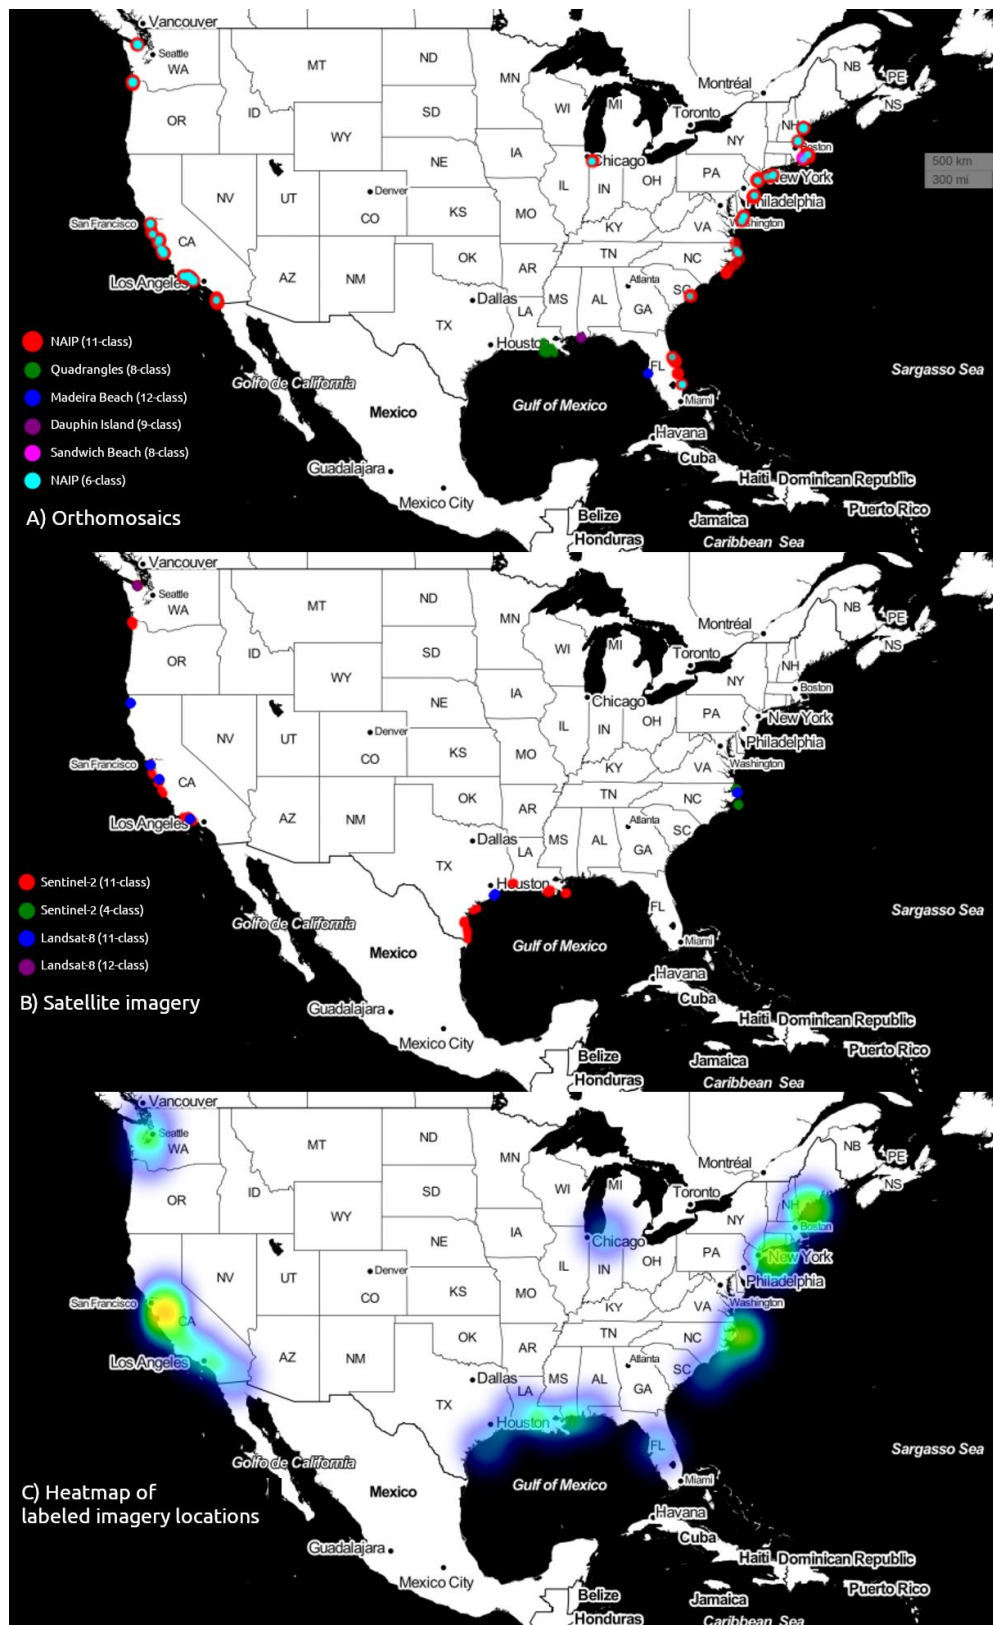 Vancouver
Seattle
WA
MT
ND
MN
Montréal
NB
PE
NS
OR
ID
WY
SD
WI
MI
Toronto
NH
Boston
NY
500 km
300 mi
NE
IA
Chicago
PA
New York
NV
UT
Denver
CO
IL
IN
OH
Philadelphia
San Francisco
CA
KS
MO
KY
VA
Washington
Los Angeles
AZ
NM
OK
AR
TN
NC
Atlanta
SC
Dallas
MS
AL
GA
LA
TX
Houston
NAIP (11-class)
FL
Quadrangles (8-class)
Golfo de California
Sargasso Sea
Madeira Beach (12-class)
Mexico
Gulf of Mexico
Miami
Dauphin Island (9-class)
Havana
Sandwich Beach (8-class)
Cuba
Guadalajara
NAIP (6-class)
Haiti
Dominican Republic
Mexico City
A) Orthomosaics
Belize
Jamaica
Puerto Rico
Honduras
Caribbean Sea
Vancouver
Seattle
WA
MT
ND
MN
Montréal
NB
PE
NS
OR
ID
WY
SD
WI
MI
Toronto
NH
Boston
NY
NE
IA
Chicago
PA
New York
NV
UT
Denver
CO
IL
IN
OH
Philadelphia
San Francisco
CA
KS
MO
KY
VA
Washington
Los Angeles
AZ
NM
OK
AR
TN
NC
Atlanta
SC
Dallas
MS
AL
GA
LA
TX
Houston
Sentinel-2 (11-class)
FL
Sentinel-2 (4-class)
Golfo de California
Sargasso Sea
Landsat-8 (11-class)
Mexico
Gulf of Mexico
Miami
Landsat-8 (12-class)
Havana
B) Satellite imagery
Cuba
Guadalajara
Haiti
Dominican Republic
Mexico City
Belize
Jamaica
Puerto Rico
Honduras
Caribbean Sea
Vancouver
Seattle
WA
MT
ND
MN
Montréal
NB
PE
NS
OR
ID
WY
SD
WI
MI
Toronto
NH
Boston
NY
NE
IA
Chicago
PA
New York
NV
UT
Denver
CO
IL
IN
OH
Philadelphia
San Francisco
CA
KS
MO
KY
VA
Washington
Los Angeles
AZ
NM
OK
AR
TN
NC
Atlanta
SC
Dallas
MS
AL
GA
LA
TX
Houston
FL
Golfo de California
Sargasso Sea
Mexico
Gulf of Mexico
Miami
C) Heatmap of
labeled imagery locations
Havana
Cuba
Guadalajara
Haiti
Dominican Republic
Mexico City
Belize
Jamaica
Puerto Rico
Honduras
Caribbean Sea